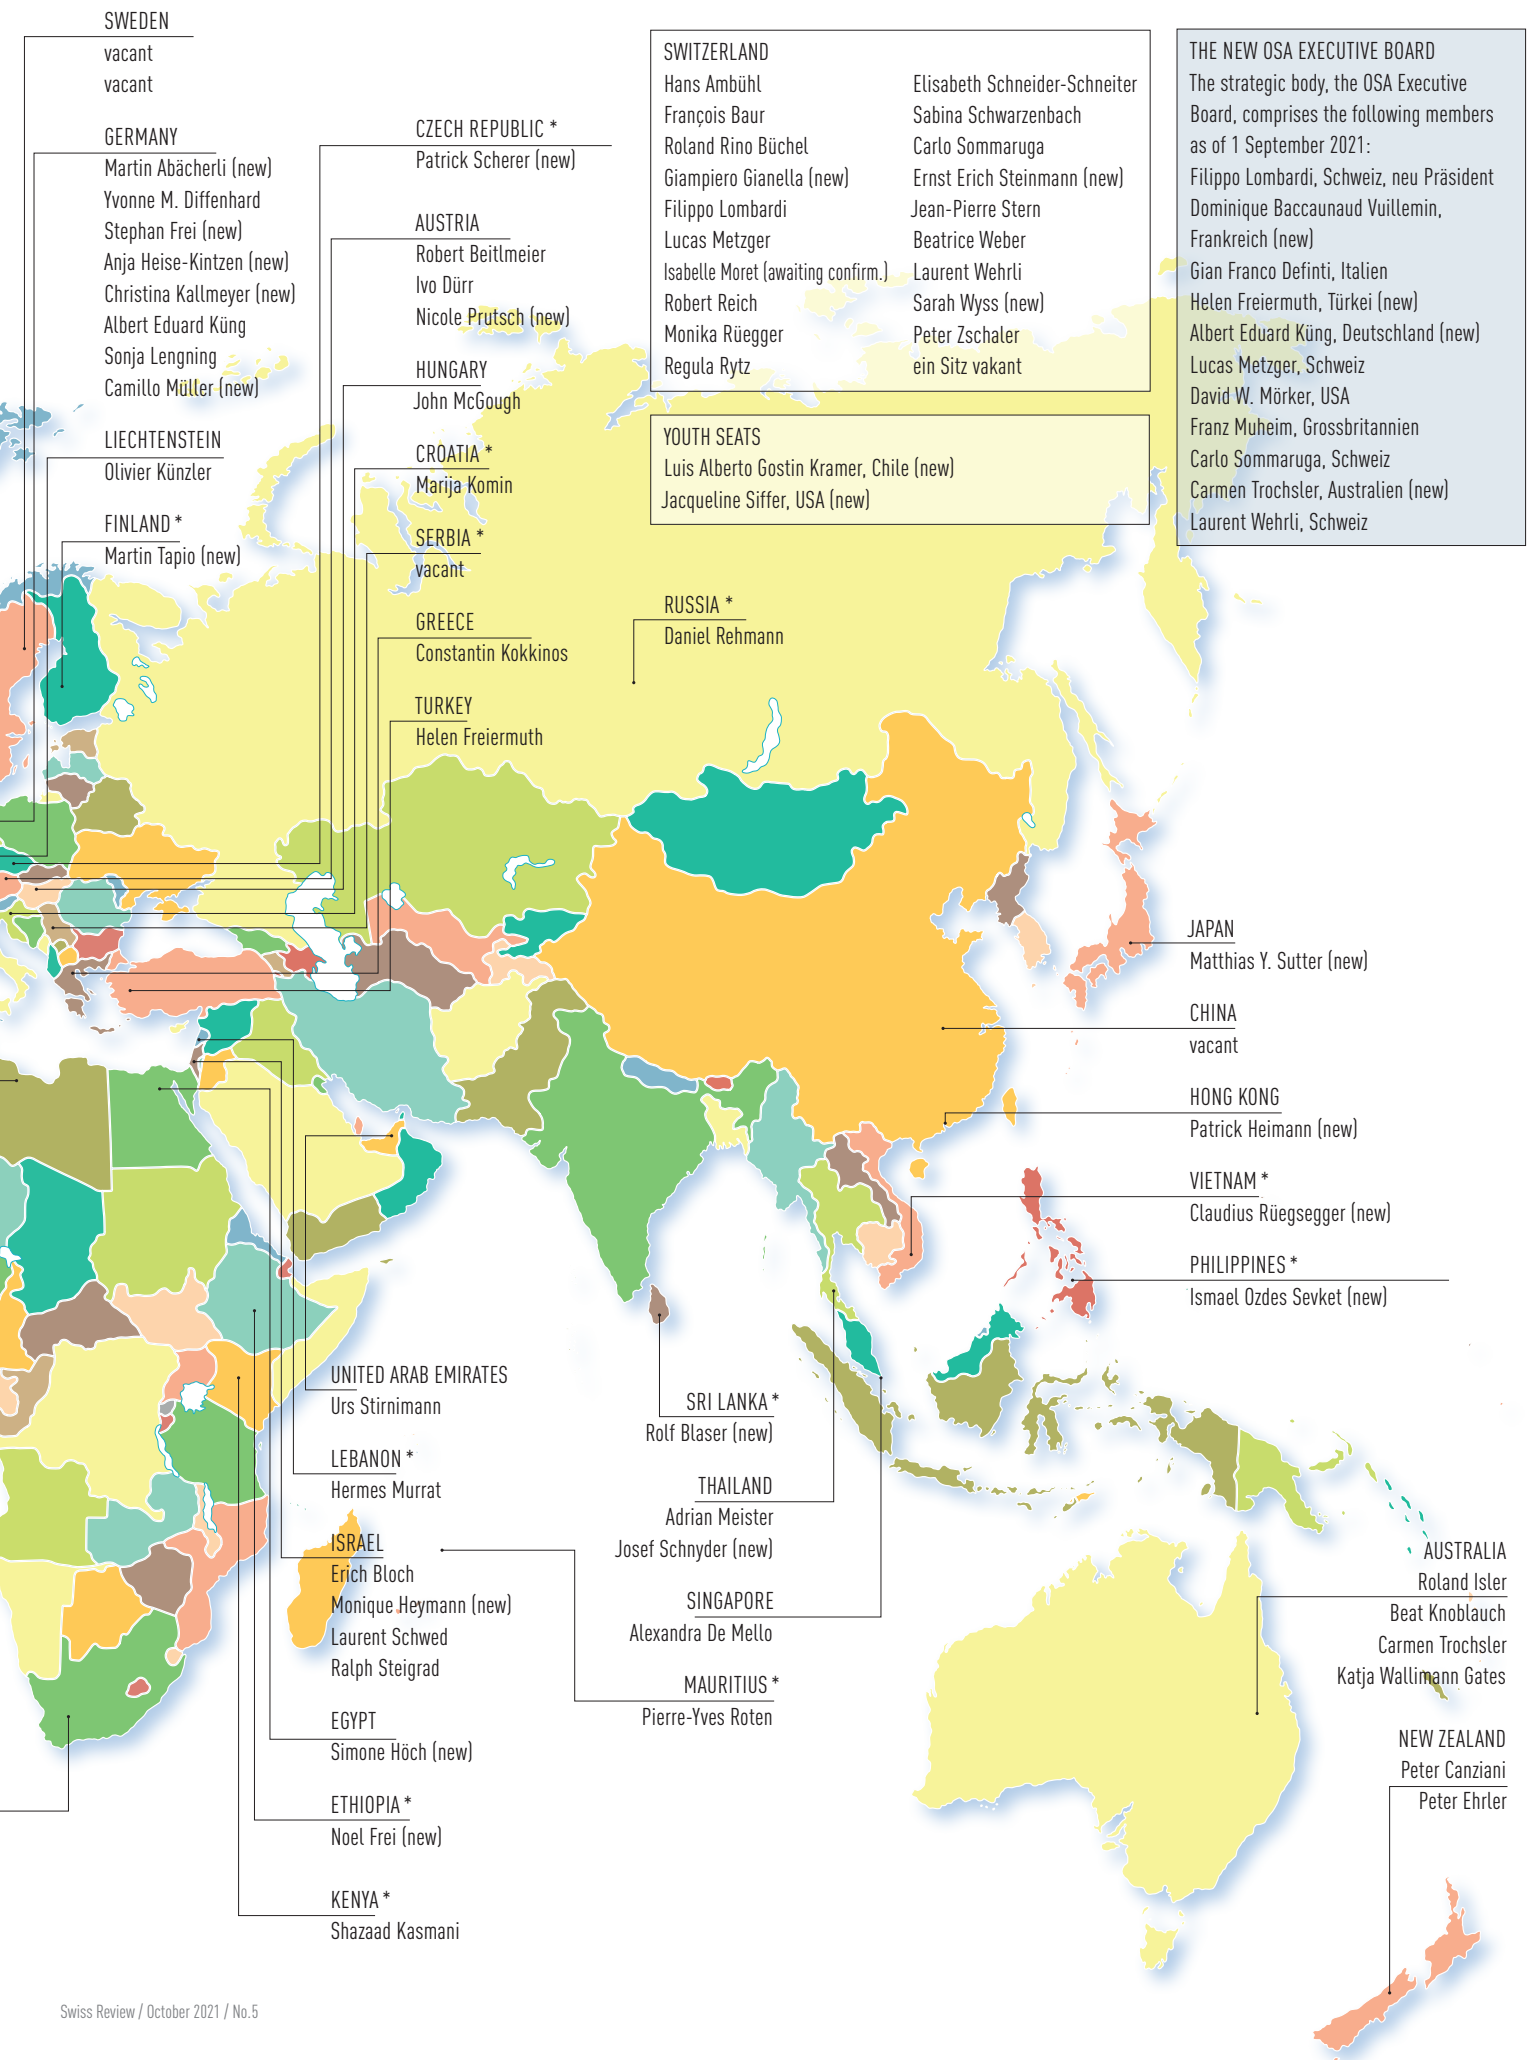 SWEDEN
vacant
vacant
GERMANY
Martin Abächerli (new)
Yvonne M. Diffenhard
Stephan Frei (new)
Anja Heise-Kintzen (new)
Christina Kallmeyer (new)
Albert Eduard Küng
Sonja Lengning
Camillo Müller (new)
LIECHTENSTEIN
Olivier Künzler
FINLAND *
Martin Tapio (new)
CZECH REPUBLIC *
Patrick Scherer (new)
AUSTRIA
Robert Beitlmeier
Ivo Dürr
Nicole Prutsch (new)
HUNGARY
John McGough
CROATIA *
Marija Komin
SERBIA *
vacant
GREECE
Constantin Kokkinos
TURKEY
Helen Freiermuth
SWITZERLAND
Hans Ambühl
François Baur
Roland Rino Büchel
Giampiero Gianella (new)
Filippo Lombardi
Lucas Metzger
Isabelle Moret (awaiting confirm.)
Robert Reich
Monika Rüegger
Regula Rytz
Elisabeth Schneider-Schneiter
Sabina Schwarzenbach
Carlo Sommaruga
Ernst Erich Steinmann (new)
Jean-Pierre Stern
Beatrice Weber
Laurent Wehrli
Sarah Wyss (new)
Peter Zschaler
ein Sitz vakant
YOUTH SEATS
Luis Alberto Gostin Kramer, Chile (new)
Jacqueline Siffer, USA (new)
THE NEW OSA EXECUTIVE BOARD
The strategic body, the OSA Executive
Board, comprises the following members
as of 1 September 2021:
Filippo Lombardi, Schweiz, neu Präsident
Dominique Baccaunaud Vuillemin,
Frankreich (new)
Gian Franco Definti, Italien
Helen Freiermuth, Türkei (new)
Albert Eduard Küng, Deutschland (new)
Lucas Metzger, Schweiz
David W. Mörker, USA
Franz Muheim, Grossbritannien
Carlo Sommaruga, Schweiz
Carmen Trochsler, Australien (new)
Laurent Wehrli, Schweiz
RUSSIA *
Daniel Rehmann
JAPAN
Matthias Y. Sutter (new)
CHINA
vacant
HONG KONG
Patrick Heimann (new)
VIETNAM *
Claudius Rüegsegger (new)
PHILIPPINES *
Ismael Ozdes Sevket (new)
UNITED ARAB EMIRATES
Urs Stirnimann
LEBANON *
Hermes Murrat
ISRAEL
Erich Bloch
Monique Heymann (new)
Laurent Schwed
Ralph Steigrad
EGYPT
Simone Höch (new)
ETHIOPIA *
Noel Frei (new)
KENYA *
Shazaad Kasmani
SRI LANKA *
Rolf Blaser (new)
THAILAND
Adrian Meister
Josef Schnyder (new)
SINGAPORE
Alexandra De Mello
MAURITIUS *
Pierre-Yves Roten
AUSTRALIA
Roland Isler
Beat Knoblauch
Carmen Trochsler
Katja Wallimann Gates
NEW ZEALAND
Peter Canziani
Peter Ehrler
Swiss Review / October 2021 / No.5